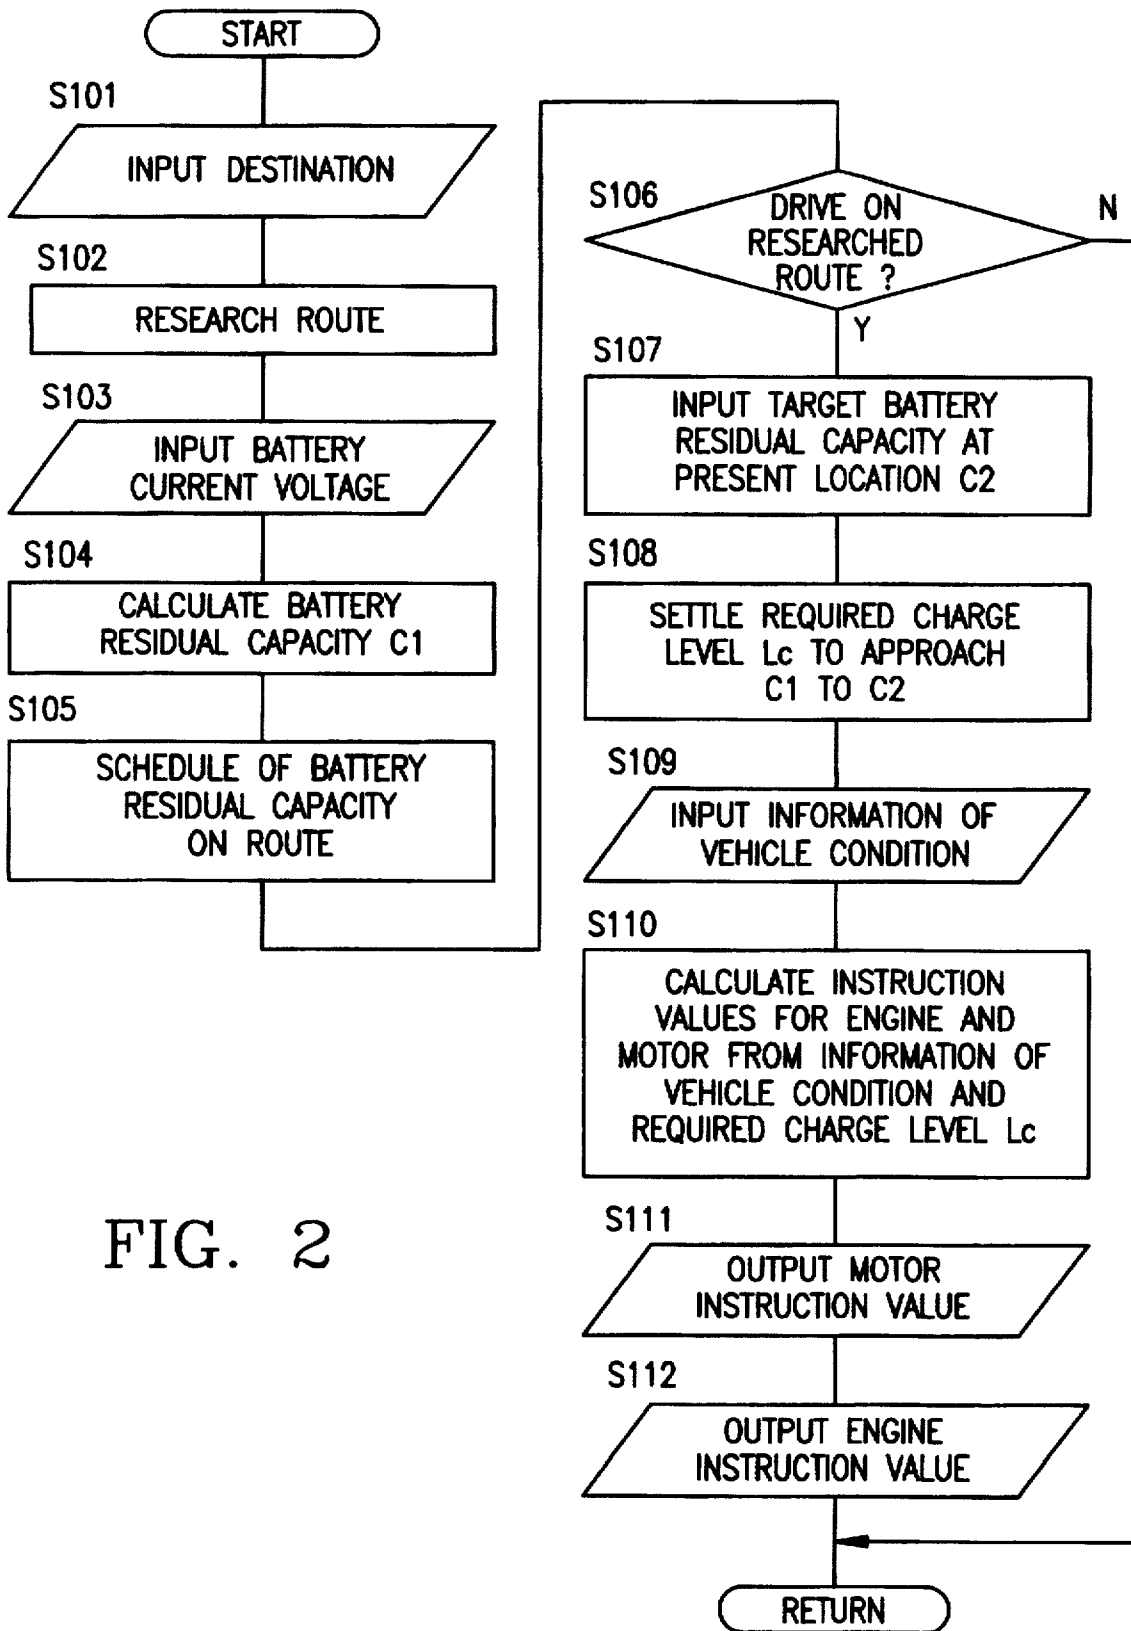 START
S101
INPUT DESTINATION
S102
RESEARCH ROUTE
S103
INPUT BATTERY
CURRENT VOLTAGE
S104
CALCULATE BATTERY
RESIDUAL CAPACITY C1
S105
SCHEDULE OF BATTERY
RESIDUAL CAPACITY
ON ROUTE
S106
DRIVE ON
RESEARCHED
ROUTE ?
N
Y
S107
INPUT TARGET BATTERY
RESIDUAL CAPACITY AT
PRESENT LOCATION C2
S108
SETTLE REQUIRED CHARGE
LEVEL Lc TO APPROACH
C1 TO C2
S109
INPUT INFORMATION OF
VEHICLE CONDITION
S110
CALCULATE INSTRUCTION
VALUES FOR ENGINE AND
MOTOR FROM INFORMATION OF
VEHICLE CONDITION AND
REQUIRED CHARGE LEVEL Lc
S111
OUTPUT MOTOR
INSTRUCTION VALUE
S112
OUTPUT ENGINE
INSTRUCTION VALUE
RETURN
FIG. 2